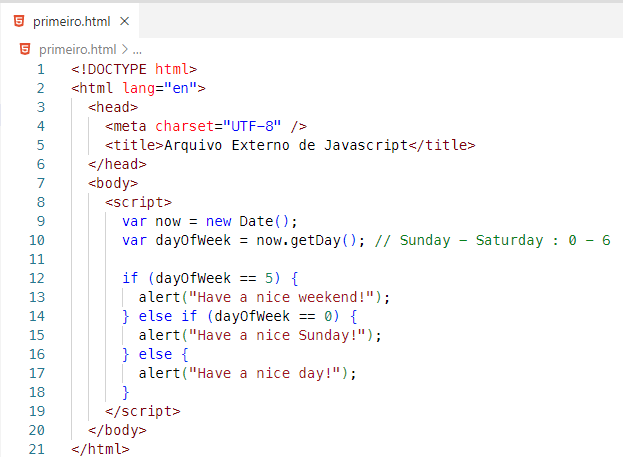 primeiro.html ×
primeiro.html > ...
1 <!DOCTYPE html>
2 <html lang="en">
3   <head>
4     <meta charset="UTF-8" />
5     <title>Arquivo Externo de Javascript</title>
6   </head>
7   <body>
8     <script>
9       var now = new Date();
10       var dayOfWeek = now.getDay(); // Sunday - Saturday : 0 - 6
11
12       if (dayOfWeek == 5) {
13         alert("Have a nice weekend!");
14       } else if (dayOfWeek == 0) {
15         alert("Have a nice Sunday!");
16       } else {
17         alert("Have a nice day!");
18       }
19     </script>
20   </body>
21 </html>